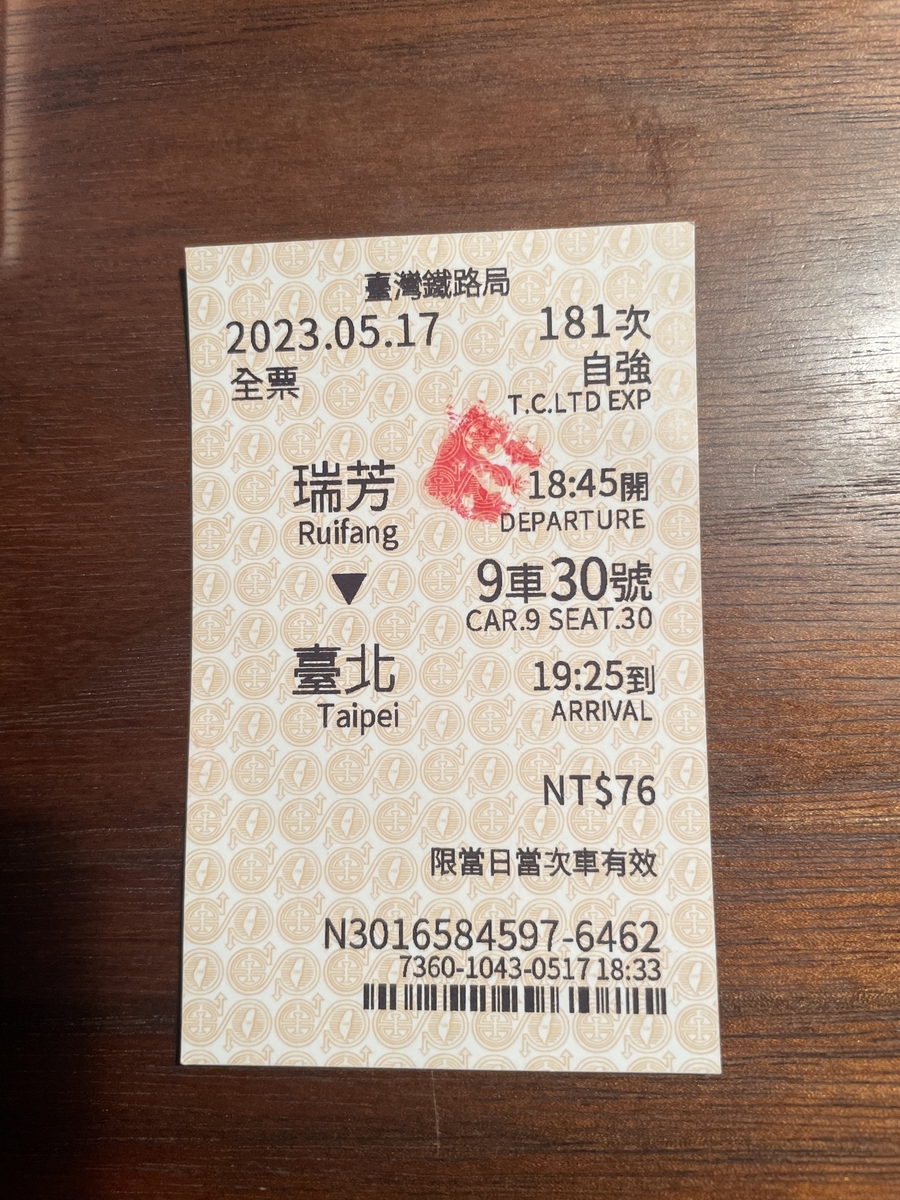 臺灣鐵路局
2023.05.17 181次
全票 自強
T.C.LTD EXP
瑞芳 18:45開
Ruifang DEPARTURE
▼ 9車30號
CAR.9 SEAT.30
臺北 19:25到
Taipei ARRIVAL
NT$76
限當日當次車有效
N3016584597-6462
7360-1043-0517 18:33